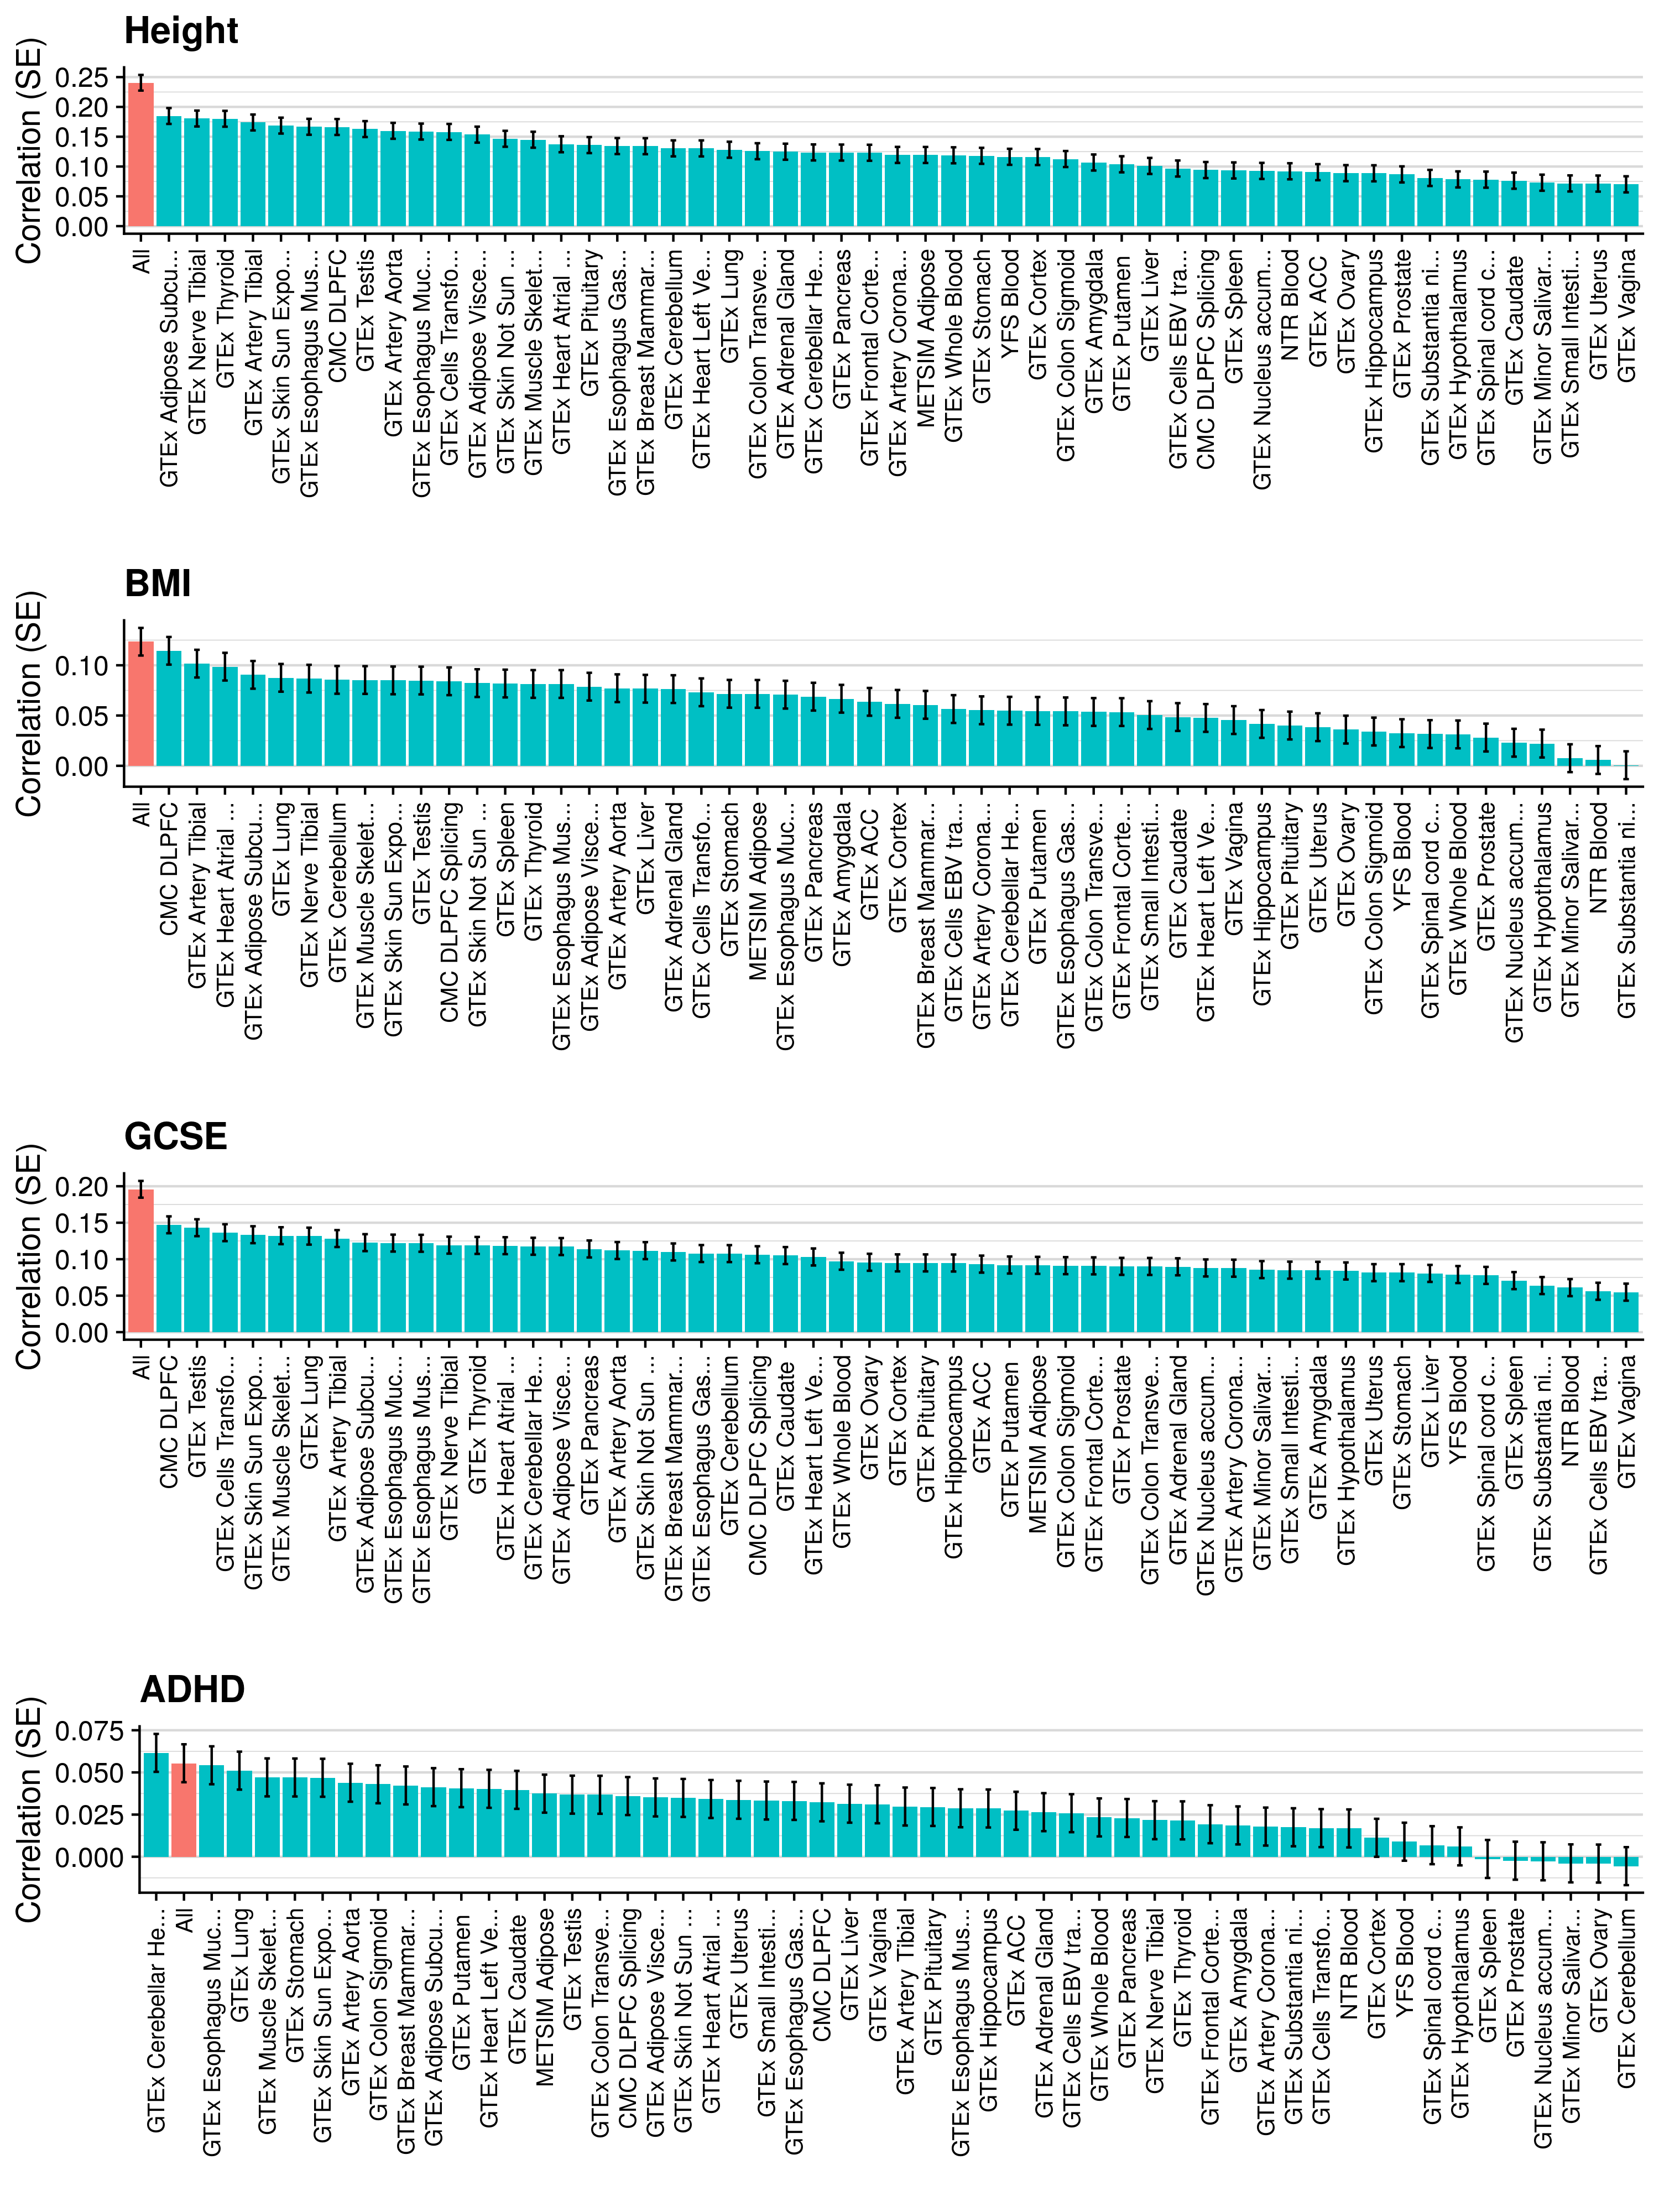 Height
Correlation (SE)
0.25
0.20
0.15
0.10
0.05
0.00
All
GTEx Adipose Subcu...
GTEx Nerve Tibial
GTEx Thyroid
GTEx Artery Tibial
GTEx Skin Sun Expo...
GTEx Esophagus Mus...
CMC DLPFC
GTEx Testis
GTEx Artery Aorta
GTEx Esophagus Muc...
GTEx Cells Transfo...
GTEx Adipose Visce...
GTEx Skin Not Sun ...
GTEx Muscle Skelet...
GTEx Heart Atrial ...
GTEx Pituitary
GTEx Esophagus Gas...
GTEx Breast Mammar...
GTEx Cerebellum
GTEx Heart Left Ve...
GTEx Lung
GTEx Colon Transve...
GTEx Adrenal Gland
GTEx Cerebellar He...
GTEx Pancreas
GTEx Frontal Corte...
GTEx Artery Corona...
METSIM Adipose
GTEx Whole Blood
GTEx Stomach
YFS Blood
GTEx Cortex
GTEx Colon Sigmoid
GTEx Amygdala
GTEx Putamen
GTEx Liver
GTEx Cells EBV tra...
CMC DLPFC Splicing
GTEx Spleen
GTEx Nucleus accum...
NTR Blood
GTEx ACC
GTEx Ovary
GTEx Hippocampus
GTEx Prostate
GTEx Substantia ni...
GTEx Hypothalamus
GTEx Spinal cord c...
GTEx Caudate
GTEx Minor Salivar...
GTEx Small Intesti...
GTEx Uterus
GTEx Vagina
BMI
Correlation (SE)
0.10
0.05
0.00
All
CMC DLPFC
GTEx Artery Tibial
GTEx Heart Atrial ...
GTEx Adipose Subcu...
GTEx Lung
GTEx Nerve Tibial
GTEx Cerebellum
GTEx Muscle Skelet...
GTEx Skin Sun Expo...
GTEx Testis
CMC DLPFC Splicing
GTEx Skin Not Sun ...
GTEx Spleen
GTEx Thyroid
GTEx Esophagus Mus...
GTEx Adipose Visce...
GTEx Artery Aorta
GTEx Liver
GTEx Adrenal Gland
GTEx Cells Transfo...
GTEx Stomach
METSIM Adipose
GTEx Esophagus Muc...
GTEx Pancreas
GTEx Amygdala
GTEx ACC
GTEx Cortex
GTEx Breast Mammar...
GTEx Cells EBV tra...
GTEx Artery Corona...
GTEx Cerebellar He...
GTEx Putamen
GTEx Esophagus Gas...
GTEx Colon Transve...
GTEx Frontal Corte...
GTEx Small Intesti...
GTEx Caudate
GTEx Heart Left Ve...
GTEx Vagina
GTEx Hippocampus
GTEx Pituitary
GTEx Uterus
GTEx Ovary
GTEx Colon Sigmoid
YFS Blood
GTEx Spinal cord c...
GTEx Whole Blood
GTEx Prostate
GTEx Nucleus accum...
GTEx Hypothalamus
GTEx Minor Salivar...
NTR Blood
GTEx Substantia ni...
GCSE
Correlation (SE)
0.20
0.15
0.10
0.05
0.00
All
CMC DLPFC
GTEx Testis
GTEx Cells Transfo...
GTEx Skin Sun Expo...
GTEx Muscle Skelet...
GTEx Lung
GTEx Artery Tibial
GTEx Adipose Subcu...
GTEx Esophagus Muc...
GTEx Esophagus Mus...
GTEx Nerve Tibial
GTEx Thyroid
GTEx Heart Atrial ...
GTEx Cerebellar He...
GTEx Adipose Visce...
GTEx Pancreas
GTEx Artery Aorta
GTEx Skin Not Sun ...
GTEx Breast Mammar...
GTEx Esophagus Gas...
GTEx Cerebellum
CMC DLPFC Splicing
GTEx Caudate
GTEx Heart Left Ve...
GTEx Whole Blood
GTEx Ovary
GTEx Cortex
GTEx Pituitary
GTEx Hippocampus
GTEx ACC
GTEx Putamen
METSIM Adipose
GTEx Colon Sigmoid
GTEx Frontal Corte...
GTEx Prostate
GTEx Colon Transve...
GTEx Adrenal Gland
GTEx Nucleus accum...
GTEx Artery Corona...
GTEx Minor Salivar...
GTEx Small Intesti...
GTEx Amygdala
GTEx Hypothalamus
GTEx Uterus
GTEx Stomach
GTEx Liver
YFS Blood
GTEx Spinal cord c...
GTEx Spleen
GTEx Substantia ni...
NTR Blood
GTEx Cells EBV tra...
GTEx Vagina
ADHD
Correlation (SE)
0.075
0.050
0.025
0.000
GTEx Cerebellar He...
All
GTEx Esophagus Muc...
GTEx Lung
GTEx Muscle Skelet...
GTEx Stomach
GTEx Skin Sun Expo...
GTEx Artery Aorta
GTEx Colon Sigmoid
GTEx Breast Mammar...
GTEx Adipose Subcu...
GTEx Putamen
GTEx Heart Left Ve...
GTEx Caudate
METSIM Adipose
GTEx Testis
GTEx Colon Transve...
CMC DLPFC Splicing
GTEx Adipose Visce...
GTEx Skin Not Sun ...
GTEx Heart Atrial ...
GTEx Uterus
GTEx Small Intesti...
GTEx Esophagus Gas...
CMC DLPFC
GTEx Liver
GTEx Vagina
GTEx Artery Tibial
GTEx Pituitary
GTEx Esophagus Mus...
GTEx Hippocampus
GTEx ACC
GTEx Adrenal Gland
GTEx Cells EBV tra...
GTEx Whole Blood
GTEx Pancreas
GTEx Nerve Tibial
GTEx Thyroid
GTEx Frontal Corte...
GTEx Amygdala
GTEx Artery Corona...
GTEx Substantia ni...
GTEx Cells Transfo...
NTR Blood
GTEx Cortex
YFS Blood
GTEx Spinal cord c...
GTEx Hypothalamus
GTEx Spleen
GTEx Prostate
GTEx Nucleus accum...
GTEx Minor Salivar...
GTEx Ovary
GTEx Cerebellum